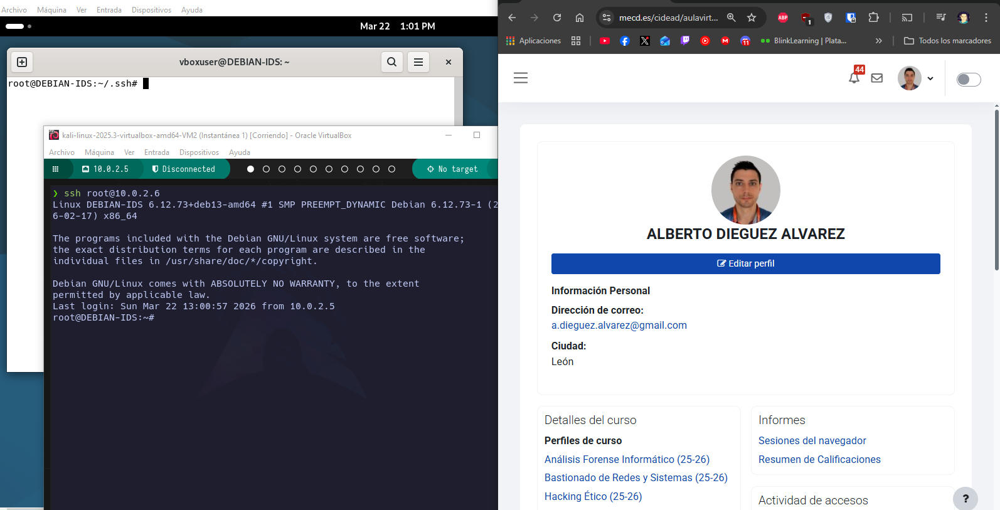 Archivo Máquina Ver Entrada Dispositivos Ayuda
Mar 22 1:01 PM
vboxuser@DEBIAN-IDS: ~
root@DEBIAN-IDS:~/.ssh#
kali-linux-2025.3-virtualbox-amd64-VM2 (Instantánea 1) [Corriendo] - Oracle VirtualBox
Archivo Máquina Ver Entrada Dispositivos Ayuda
10.0.2.5 Disconnected No target
❯ ssh root@10.0.2.6
Linux DEBIAN-IDS 6.12.73+deb13-amd64 #1 SMP PREEMPT_DYNAMIC Debian 6.12.73-1 (2
6-02-17) x86_64
The programs included with the Debian GNU/Linux system are free software;
the exact distribution terms for each program are described in the
individual files in /usr/share/doc/*/copyright.
Debian GNU/Linux comes with ABSOLUTELY NO WARRANTY, to the extent
permitted by applicable law.
Last login: Sun Mar 22 13:00:57 2026 from 10.0.2.5
root@DEBIAN-IDS:~#
mecd.es/cidead/aulavirt...
ABP
1
Aplicaciones
11
BlinkLearning | Plata...
» Todos los marcadores
44
ALBERTO DIEGUEZ ALVAREZ
Editar perfil
Información Personal
Dirección de correo:
a.dieguez.alvarez@gmail.com
Ciudad:
León
Detalles del curso
Perfiles de curso
Análisis Forense Informático (25-26)
Bastionado de Redes y Sistemas (25-26)
Hacking Ético (25-26)
Informes
Sesiones del navegador
Resumen de Calificaciones
Actividad de accesos
?